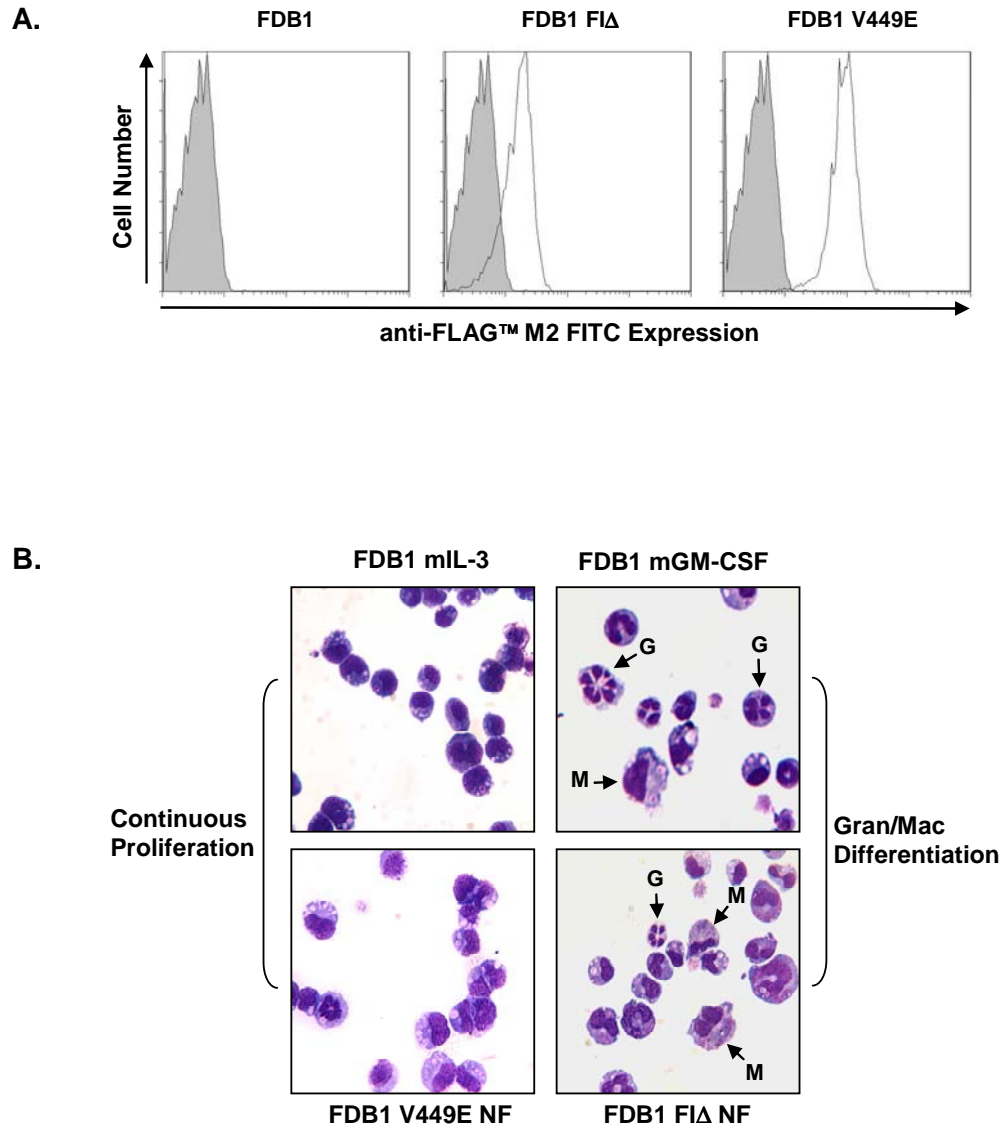 A.
FDB1
FDB1 FIΔ
FDB1 V449E
Cell Number
anti-FLAG™ M2 FITC Expression
B.
FDB1 mIL-3
FDB1 mGM-CSF
G
G
M
Continuous
Proliferation
Gran/Mac
Differentiation
G
M
M
FDB1 V449E NF
FDB1 FIΔ NF